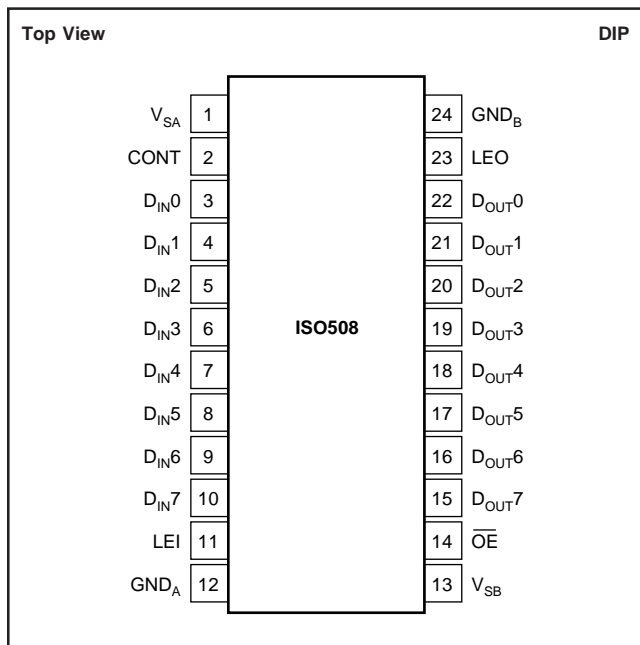 Top View DIP
V_SA 1 24 GND_B
CONT 2 23 LEO
D_IN0 3 22 D_OUT0
D_IN1 4 21 D_OUT1
D_IN2 5 20 D_OUT2
D_IN3 6 ISO508 19 D_OUT3
D_IN4 7 18 D_OUT4
D_IN5 8 17 D_OUT5
D_IN6 9 16 D_OUT6
D_IN7 10 15 D_OUT7
LEI 11 14 O̅E̅
GND_A 12 13 V_SB